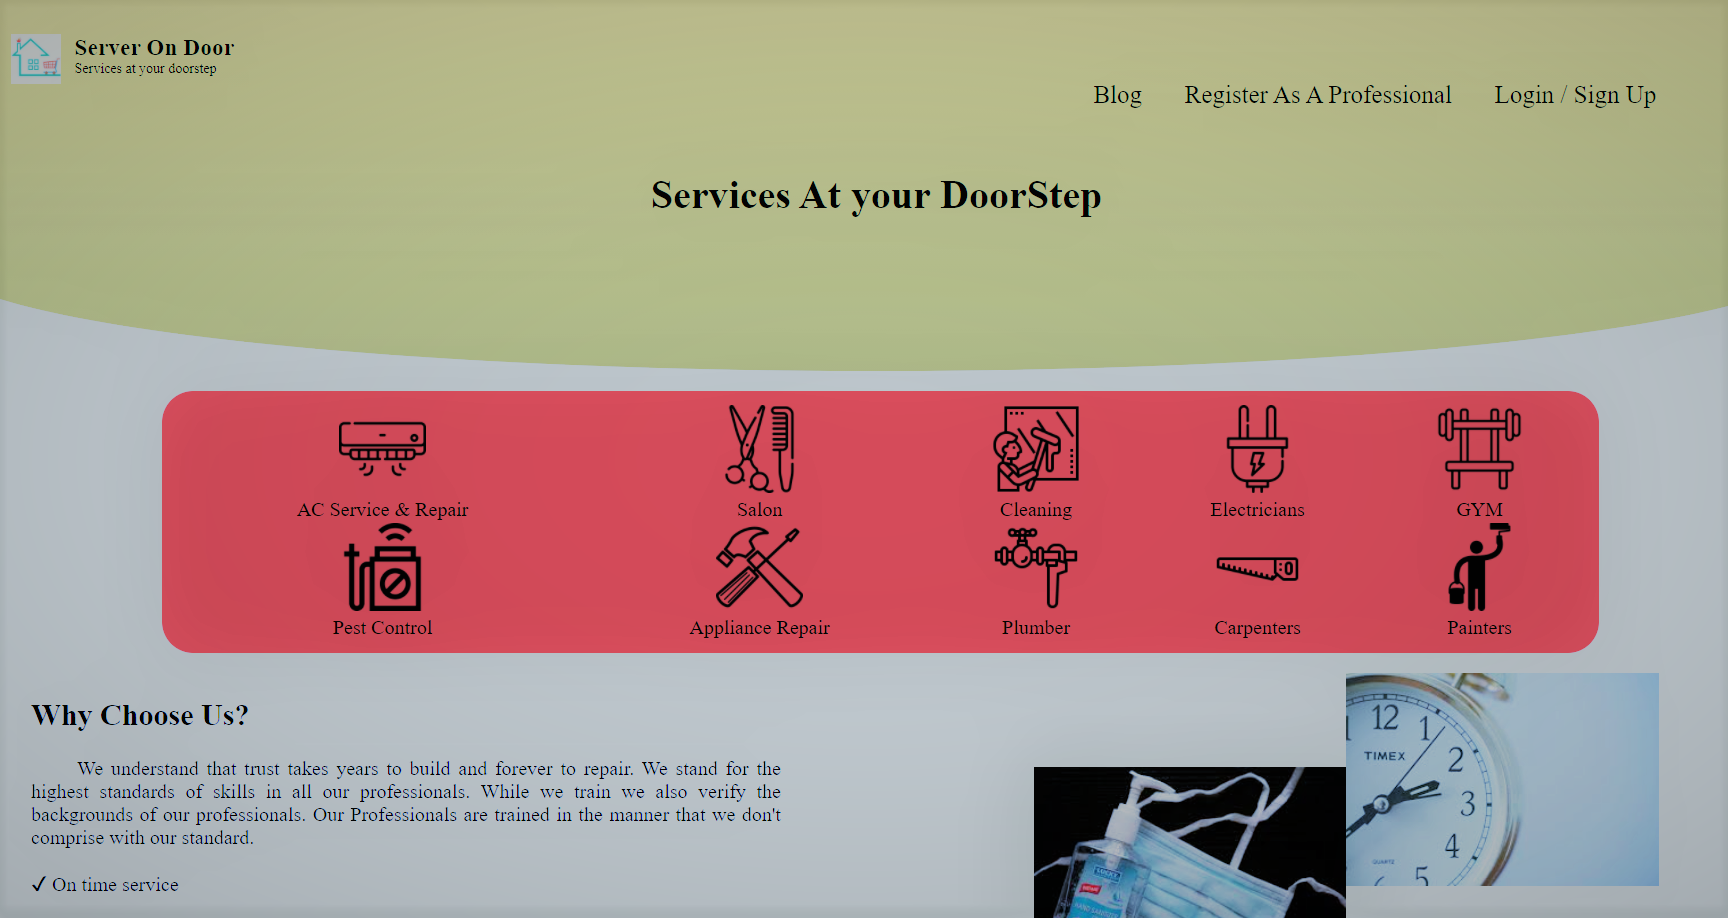 Server On Door
Services at your doorstep
Blog Register As A Professional Login / Sign Up
Services At your DoorStep
AC Service & Repair Salon Cleaning Electricians GYM
Pest Control Appliance Repair Plumber Carpenters Painters
Why Choose Us?
We understand that trust takes years to build and forever to repair. We stand for the
highest standards of skills in all our professionals. While we train we also verify the
backgrounds of our professionals. Our Professionals are trained in the manner that we don't
comprise with our standard.
✓ On time service
12
1
TIMEX
2
3
4
QUARTZ
6
5
HAND SANITIZER